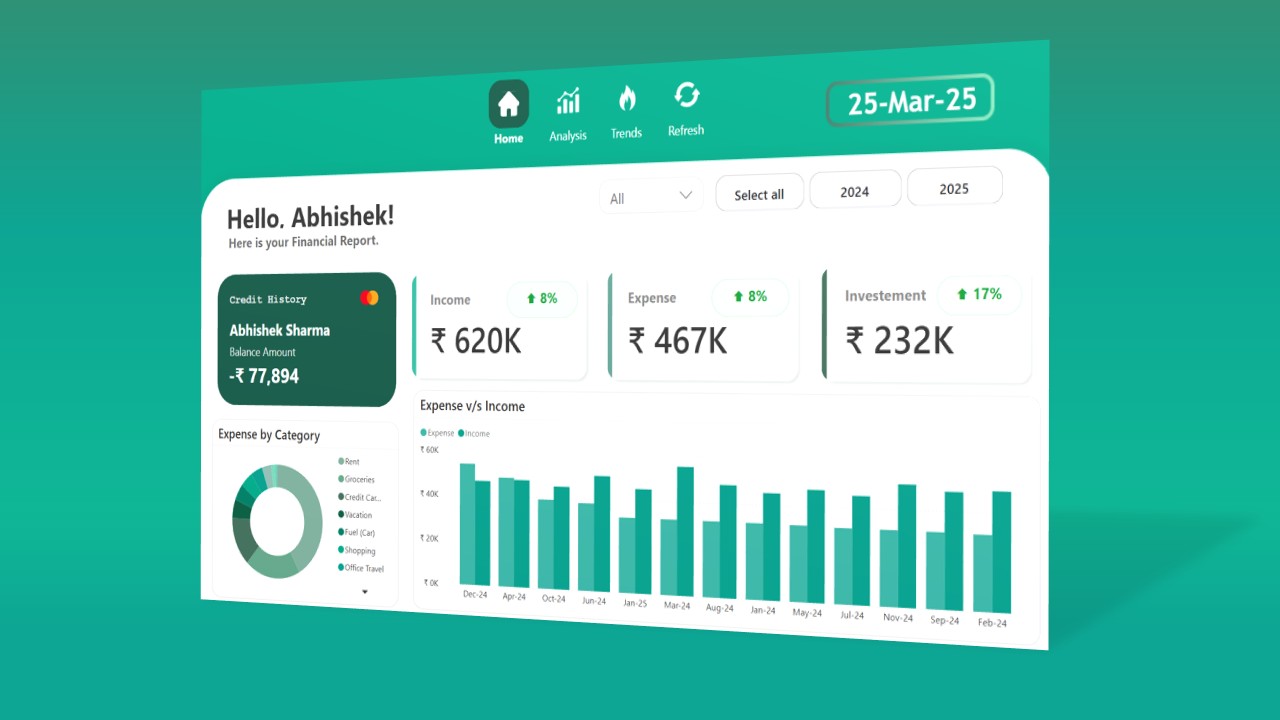 Home
Analysis
Trends
Refresh
25-Mar-25
All
Select all
2024
2025
Hello, Abhishek!
Here is your Financial Report.
Credit History
Abhishek Sharma
Balance Amount
-₹ 77,894
Income
8%
₹ 620K
Expense
8%
₹ 467K
Investement
17%
₹ 232K
Expense by Category
Rent
Groceries
Credit Car...
Vacation
Fuel (Car)
Shopping
Office Travel
Expense v/s Income
Expense Income
₹ 60K
₹ 40K
₹ 20K
₹ 0K
Dec-24 Apr-24 Oct-24 Jun-24 Jan-25 Mar-24 Aug-24 Jan-24 May-24 Jul-24 Nov-24 Sep-24 Feb-24